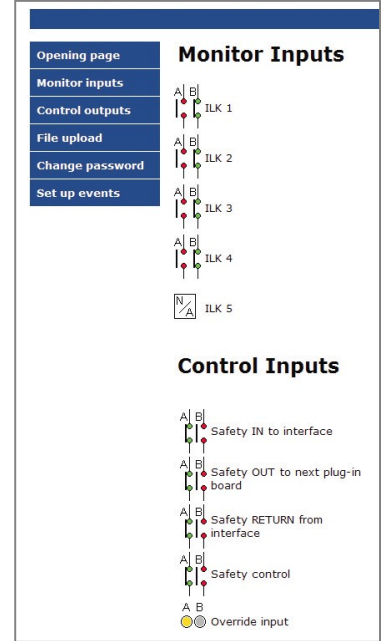 Opening page
Monitor inputs
Control outputs
File upload
Change password
Set up events
Monitor Inputs
A B
ILK 1
A B
ILK 2
A B
ILK 3
A B
ILK 4
N/A
ILK 5
Control Inputs
A B
Safety IN to interface
A B
Safety OUT to next plug-in
board
A B
Safety RETURN from
interface
A B
Safety control
A B
Override input